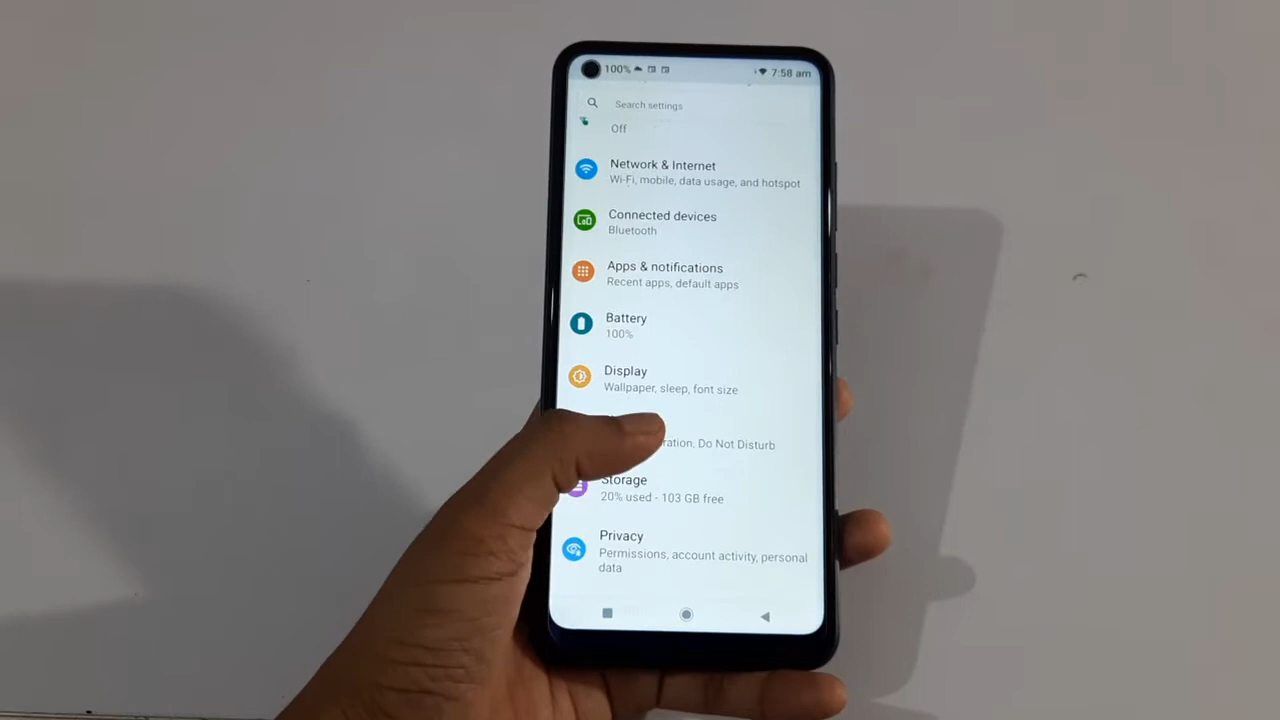 100% 7:58 am
Search settings
Off
Network & Internet
Wi-Fi, mobile, data usage, and hotspot
Connected devices
Bluetooth
Apps & notifications
Recent apps, default apps
Battery
100%
Display
Wallpaper, sleep, font size
Do Not Disturb
Storage
20% used - 103 GB free
Privacy
Permissions, account activity, personal
data